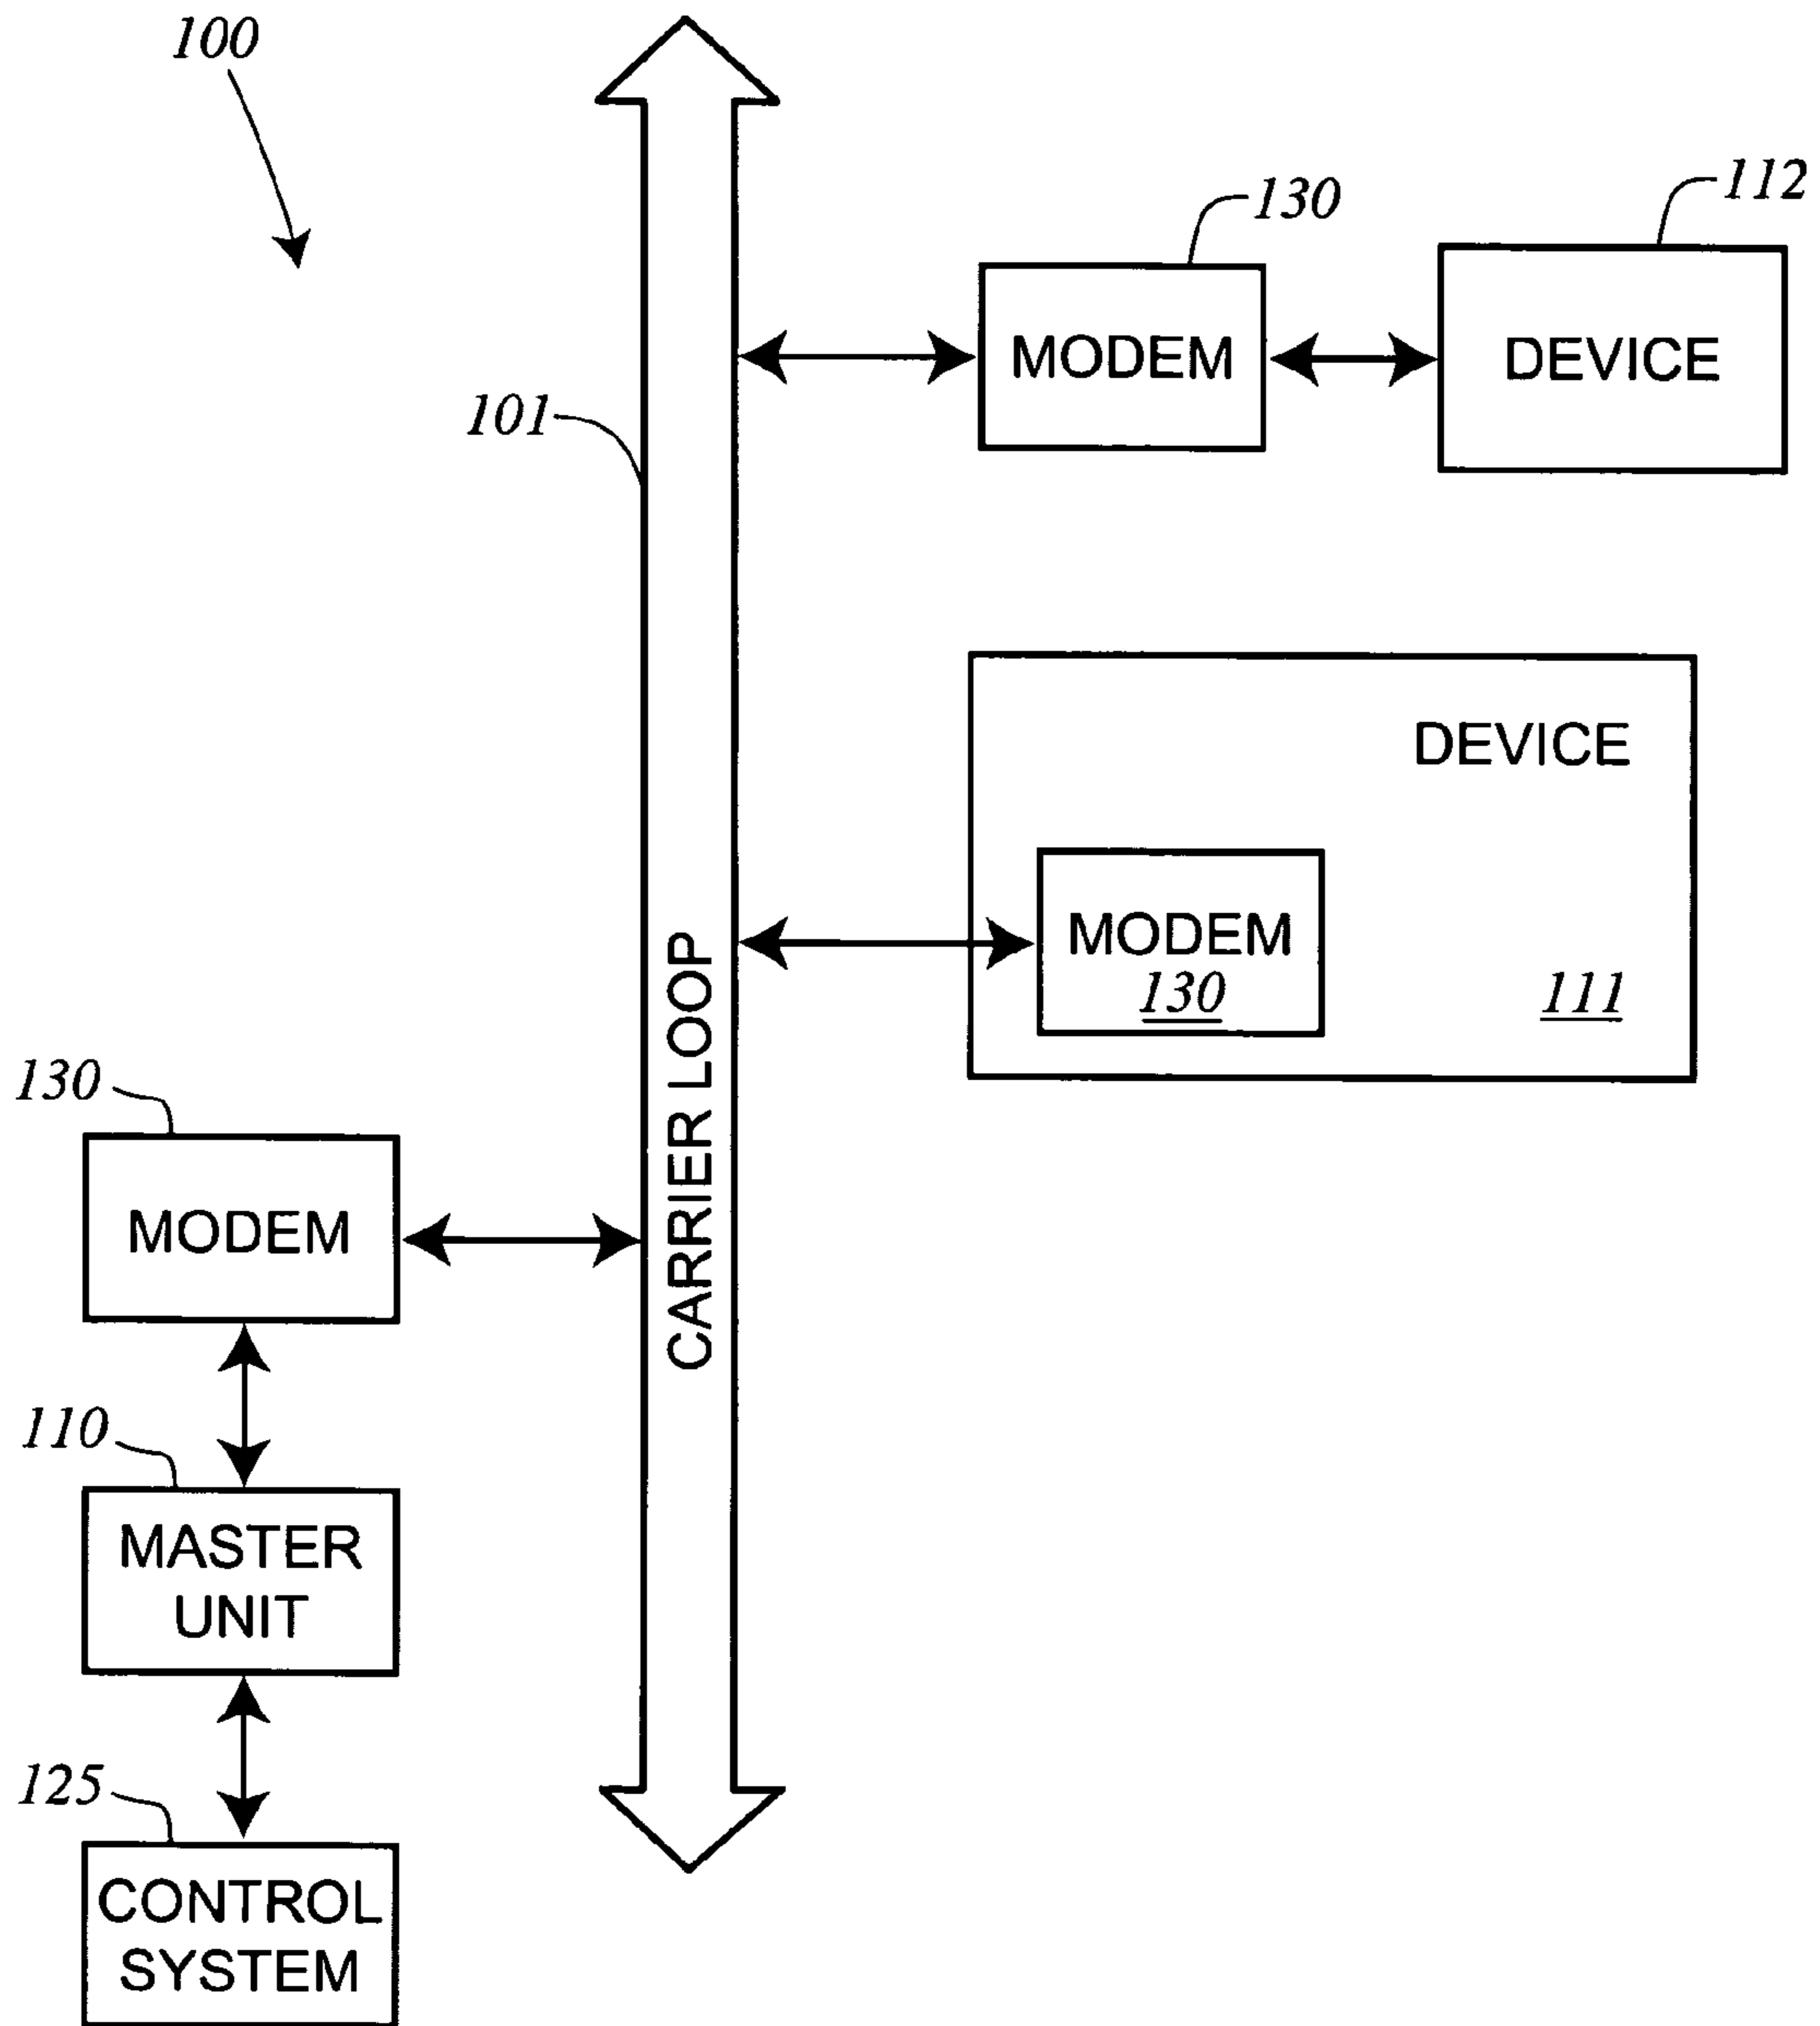 100
112
130
MODEM
DEVICE
101
DEVICE
MODEM
130
111
CARRIER LOOP
130
MODEM
110
MASTER
UNIT
125
CONTROL
SYSTEM